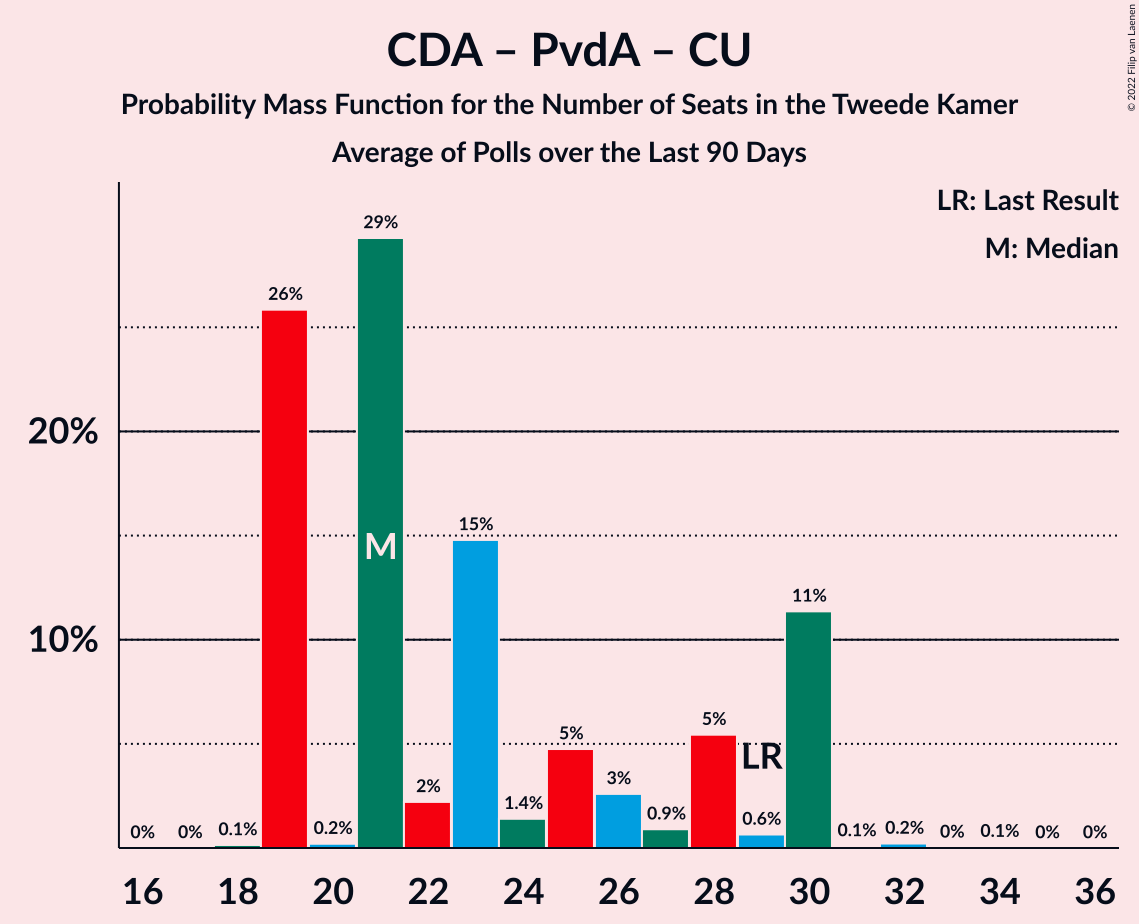 CDA – PvdA – CU
Probability Mass Function for the Number of Seats in the Tweede Kamer
Average of Polls over the Last 90 Days
© 2022 Filip van Laenen
LR: Last Result
M: Median
20%
10%
0%
0%
0.1%
26%
0.2%
29%
M
2%
15%
1.4%
5%
3%
0.9%
5%
0.6%
LR
11%
0.1%
0.2%
0%
0.1%
0%
0%
16 18 20 22 24 26 28 30 32 34 36